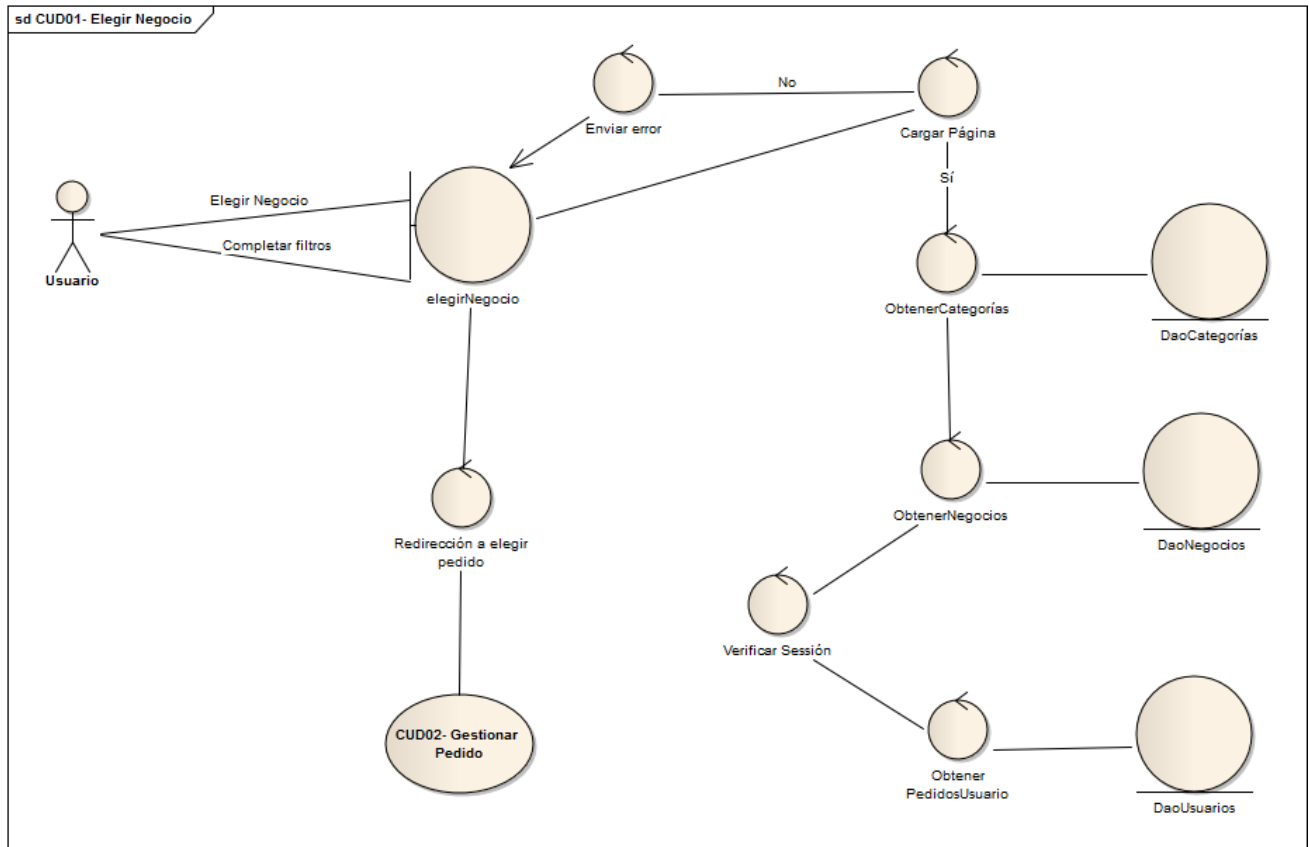 sd CUD01- Elegir Negocio
No
Enviar error
Cargar Página
Sí
Elegir Negocio
Completar filtros
Usuario
elegirNegocio
ObtenerCategorías
DaoCategorías
ObtenerNegocios
DaoNegocios
Redirección a elegir
pedido
Verificar Sessión
CUD02- Gestionar
Pedido
Obtener
PedidosUsuario
DaoUsuarios